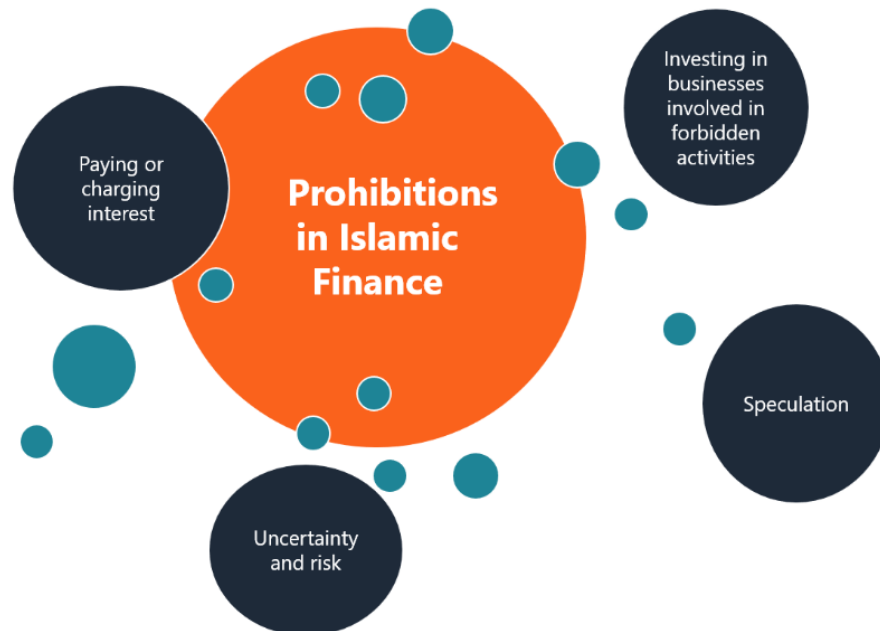 Prohibitions
in Islamic
Finance
Paying or
charging
interest
Investing in
businesses
involved in
forbidden
activities
Speculation
Uncertainty
and risk